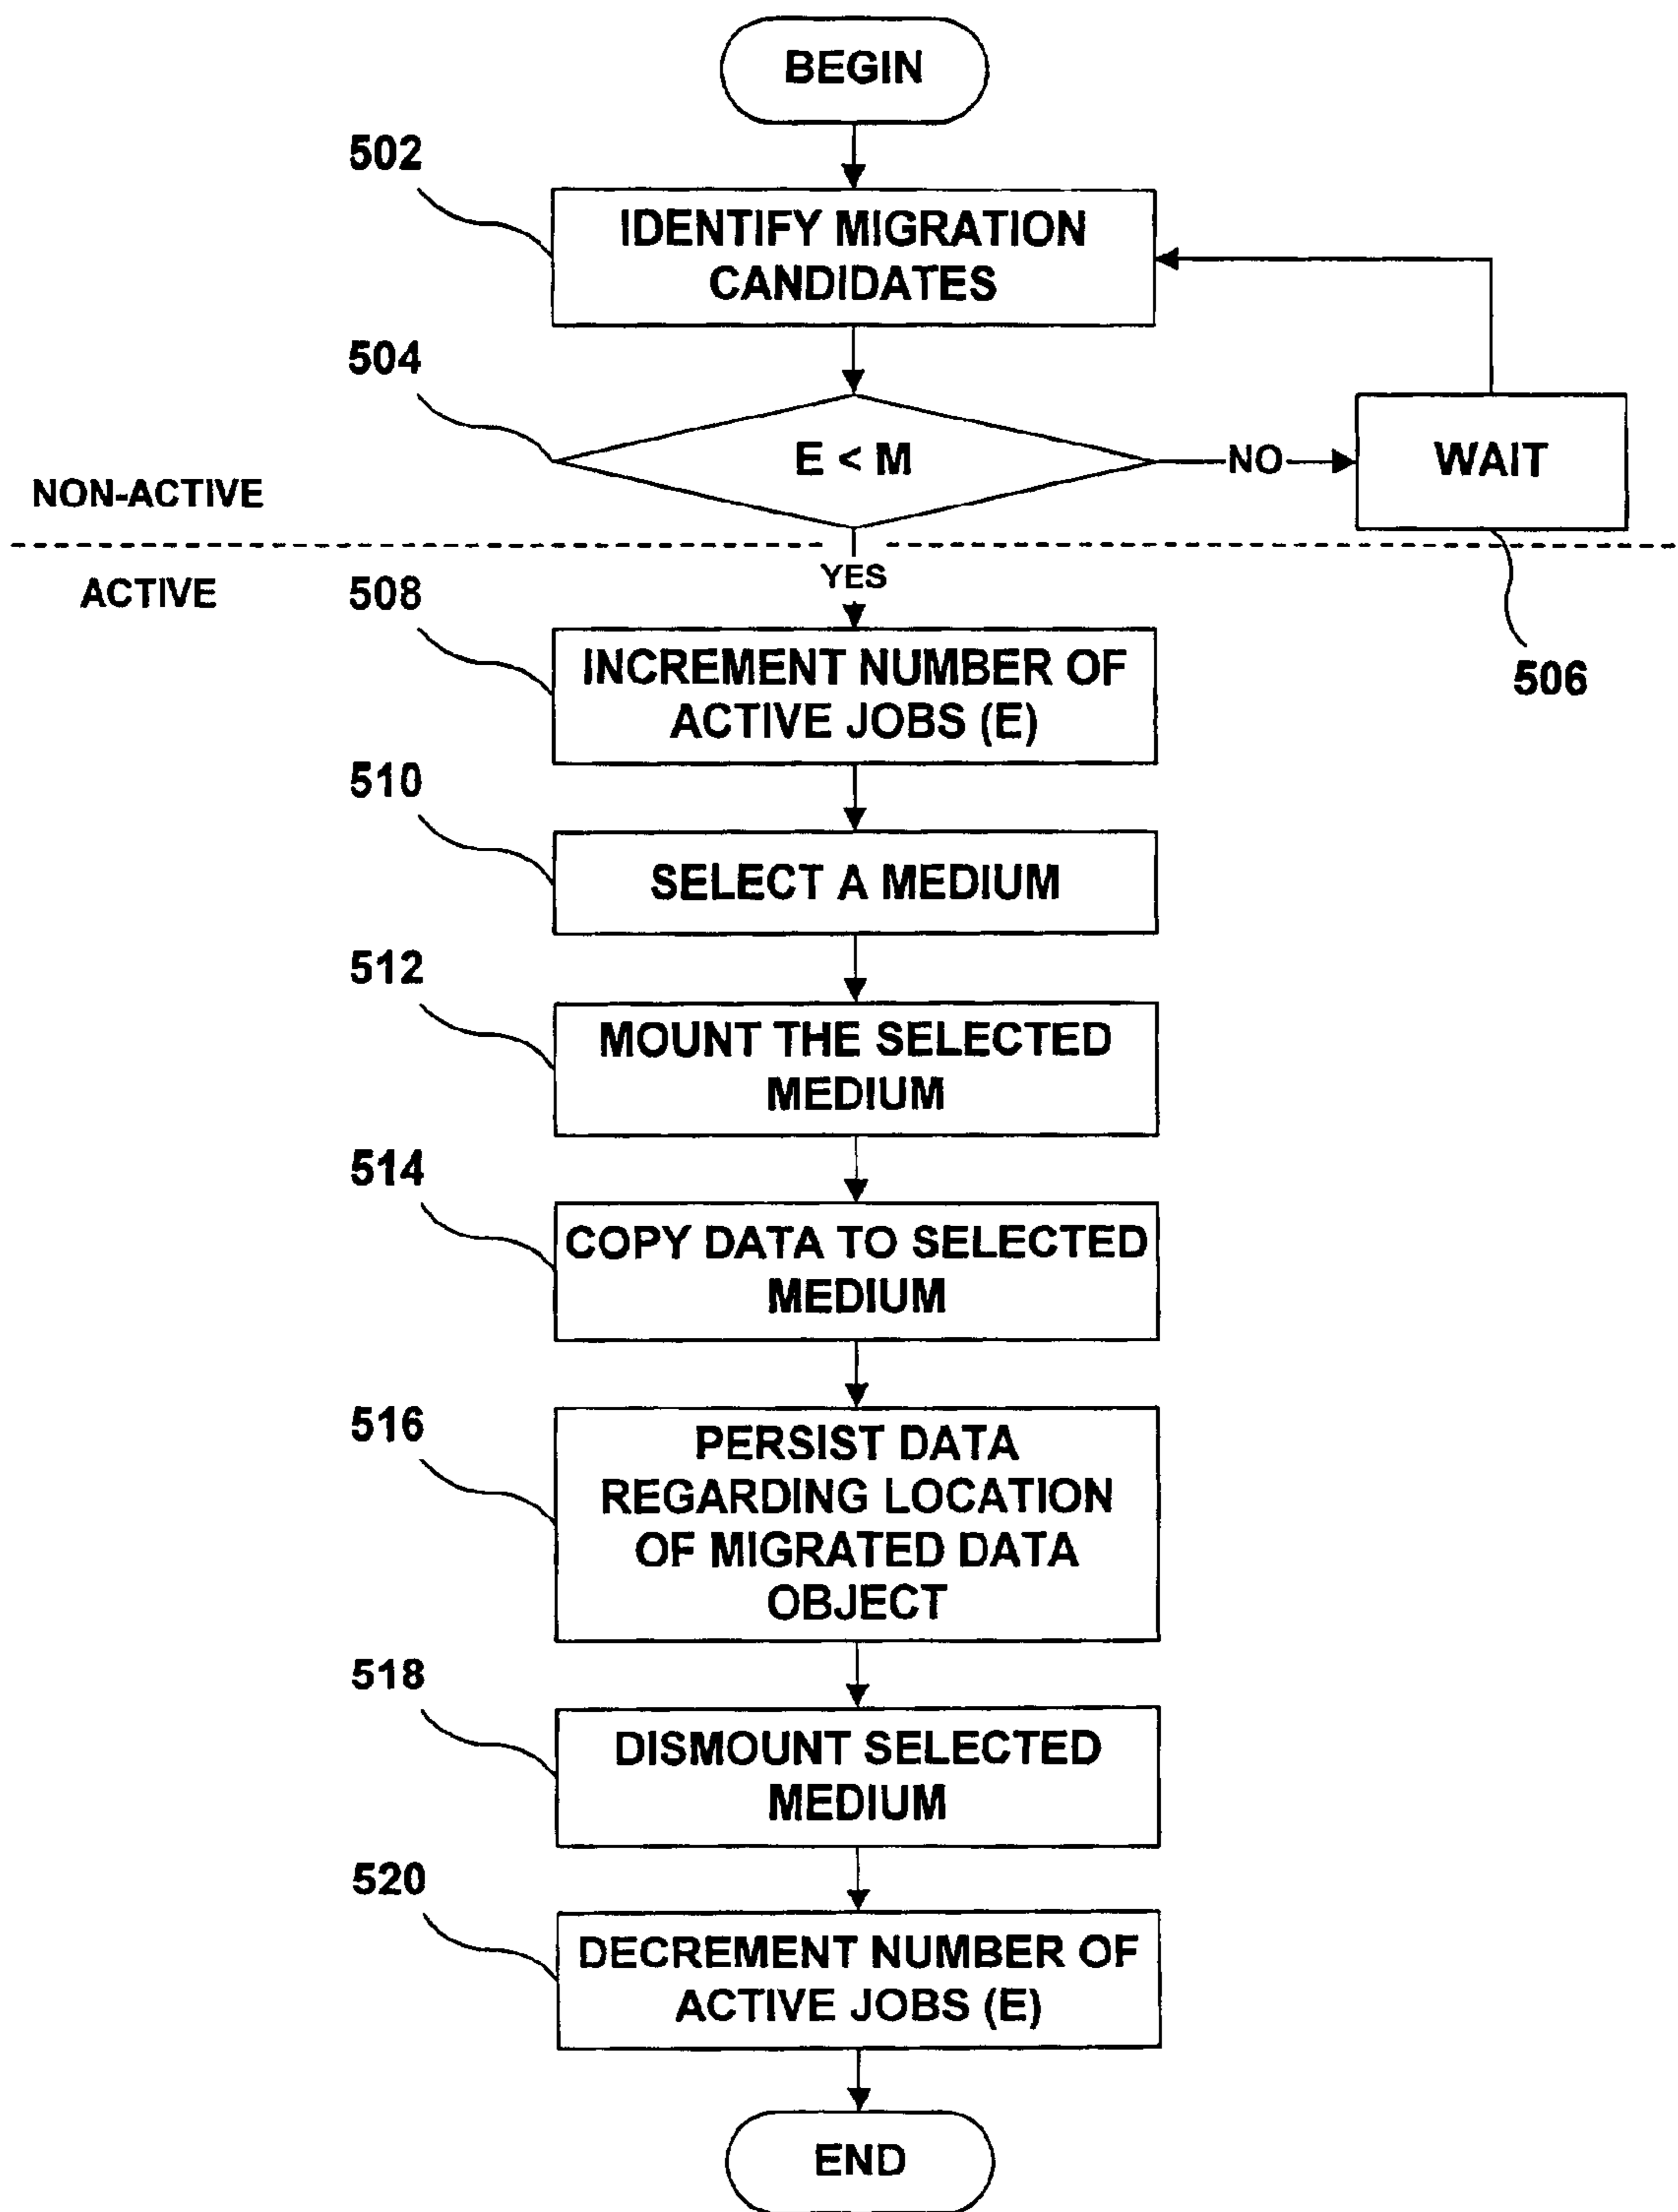 BEGIN
502
IDENTIFY MIGRATION
CANDIDATES
504
E < M
NO
WAIT
NON-ACTIVE
ACTIVE
YES
506
508
INCREMENT NUMBER OF
ACTIVE JOBS (E)
510
SELECT A MEDIUM
512
MOUNT THE SELECTED
MEDIUM
514
COPY DATA TO SELECTED
MEDIUM
516
PERSIST DATA
REGARDING LOCATION
OF MIGRATED DATA
OBJECT
518
DISMOUNT SELECTED
MEDIUM
520
DECREMENT NUMBER OF
ACTIVE JOBS (E)
END